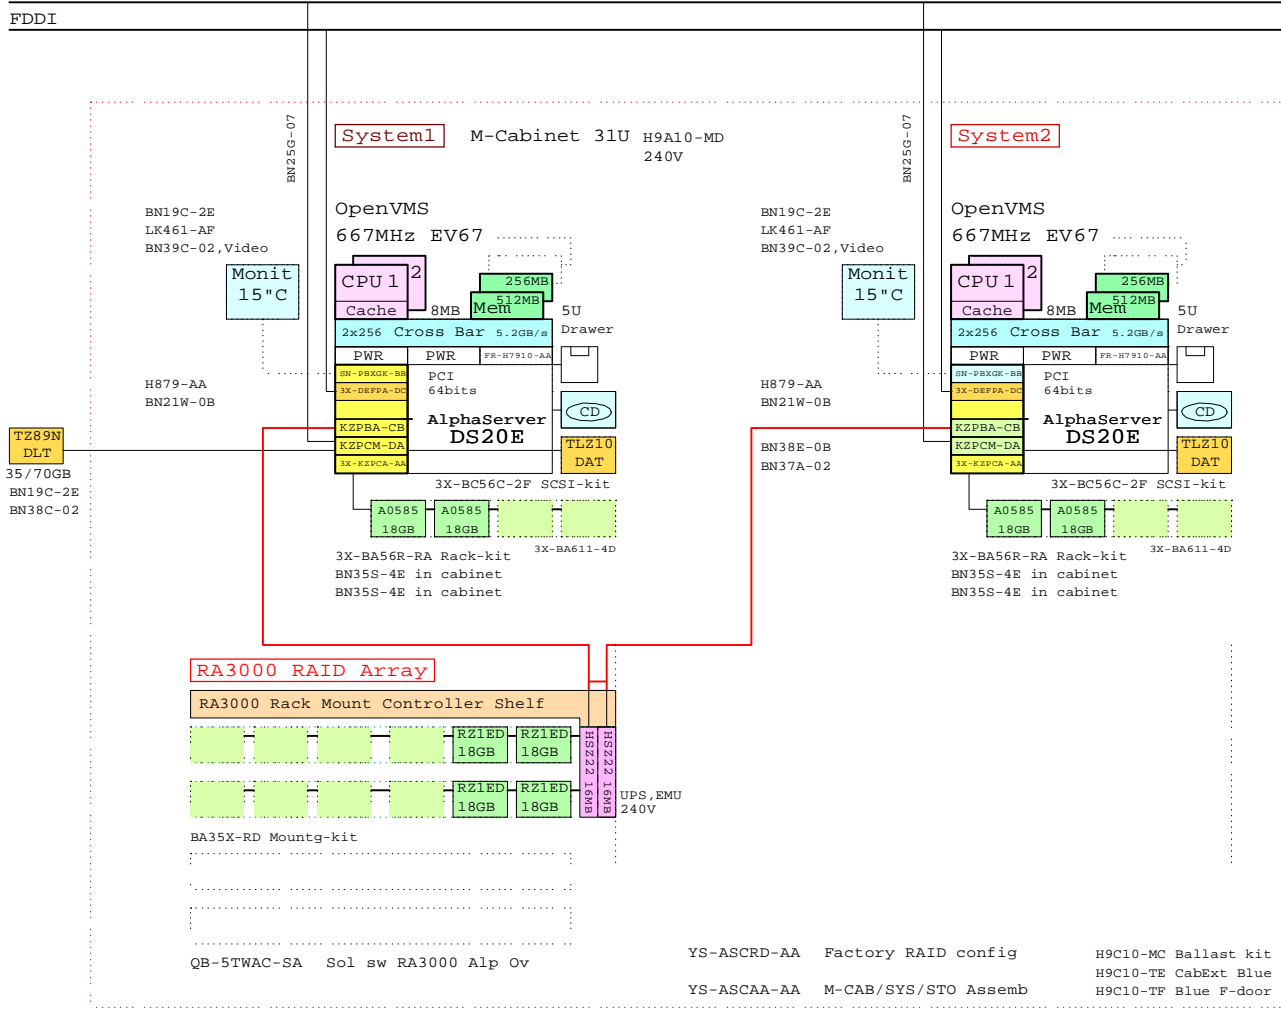 FDDI
BN25G-07
System1
M-Cabinet 31U H9A10-MD
240V
BN25G-07
System2
BN19C-2E
LK461-AF
BN39C-02,Video
OpenVMS
667MHz EV67
Monit
15"C
CPU1
2
Cache
8MB
256MB
512MB
Mem
5U
Drawer
2x256 Cross Bar 5.2GB/s
PWR
PWR
FR-H7910-AA
SN-PBXGK-BB
3X-DEFPA-DC
PCI
64bits
KZPBA-CB
KZPCM-DA
3X-KZPCA-AA
AlphaServer
DS20E
CD
TLZ10
DAT
H879-AA
BN21W-0B
TZ89N
DLT
35/70GB
BN19C-2E
BN38C-02
3X-BC56C-2F SCSI-kit
A0585
18GB
A0585
18GB
3X-BA56R-RA Rack-kit
3X-BA611-4D
BN35S-4E in cabinet
BN35S-4E in cabinet
BN19C-2E
LK461-AF
BN39C-02,Video
OpenVMS
667MHz EV67
Monit
15"C
CPU1
2
Cache
8MB
256MB
512MB
Mem
5U
Drawer
2x256 Cross Bar 5.2GB/s
PWR
PWR
FR-H7910-AA
SN-PBXGK-BB
3X-DEFPA-DC
PCI
64bits
KZPBA-CB
KZPCM-DA
3X-KZPCA-AA
AlphaServer
DS20E
CD
TLZ10
DAT
H879-AA
BN21W-0B
BN38E-0B
BN37A-02
3X-BC56C-2F SCSI-kit
A0585
18GB
A0585
18GB
3X-BA56R-RA Rack-kit
3X-BA611-4D
BN35S-4E in cabinet
BN35S-4E in cabinet
RA3000 RAID Array
RA3000 Rack Mount Controller Shelf
RZ1ED
18GB
RZ1ED
18GB
RZ1ED
18GB
RZ1ED
18GB
HSZ22 16MB
HSZ22 16MB
UPS,EMU
240V
BA35X-RD Mountg-kit
QB-5TWAC-SA Sol sw RA3000 Alp Ov
YS-ASCRD-AA Factory RAID config
YS-ASCAA-AA M-CAB/SYS/STO Assemb
H9C10-MC Ballast kit
H9C10-TE CabExt Blue
H9C10-TF Blue F-door